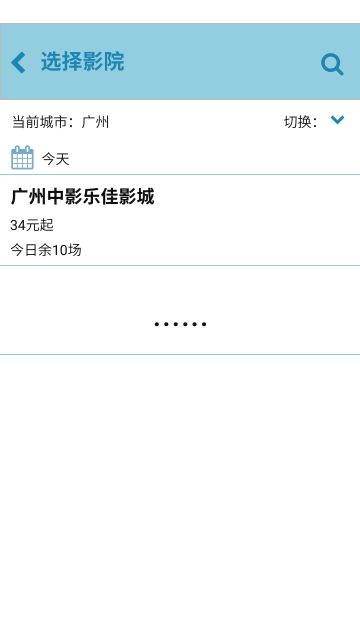 选择影院
当前城市：广州 切换：
今天
广州中影乐佳影城
34元起
今日余10场
······